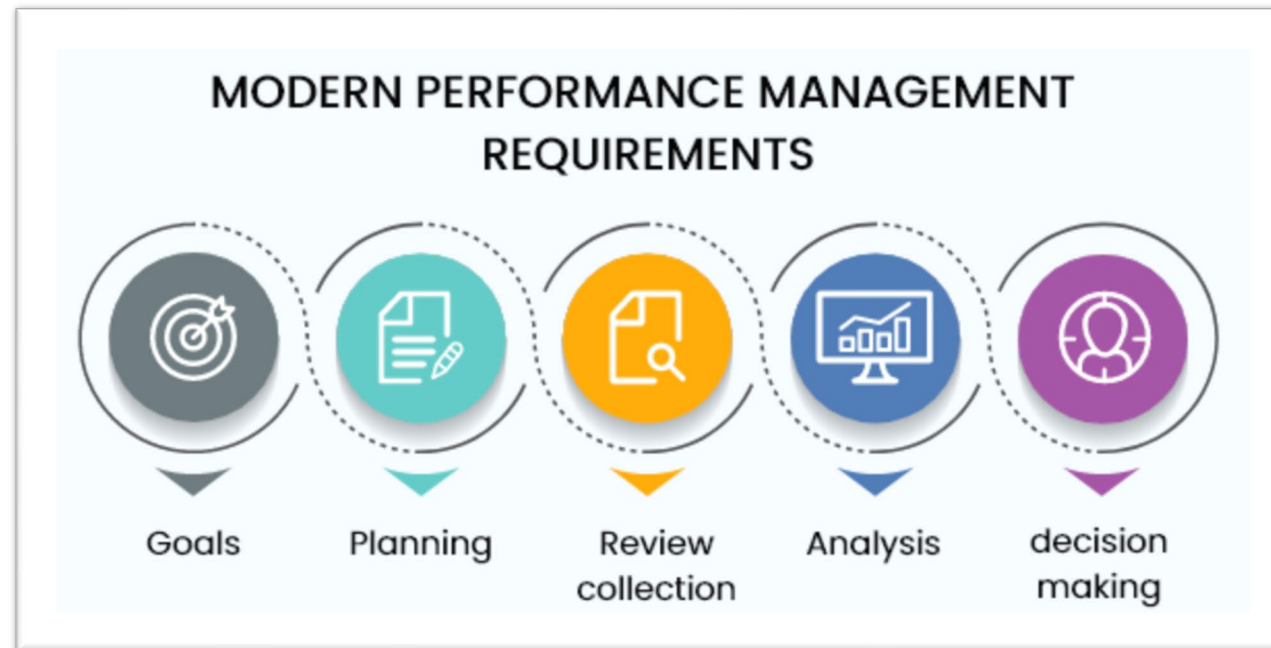 MODERN PERFORMANCE MANAGEMENT
REQUIREMENTS
Goals
Planning
Review
collection
Analysis
decision
making